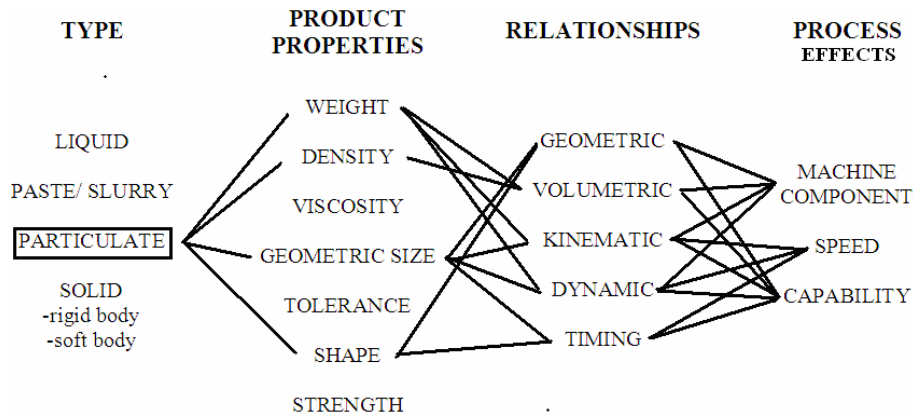 TYPE
PRODUCT
PROPERTIES
RELATIONSHIPS
PROCESS
EFFECTS
LIQUID
PASTE/ SLURRY
PARTICULATE
SOLID
-rigid body
-soft body
WEIGHT
DENSITY
VISCOSITY
GEOMETRIC SIZE
TOLERANCE
SHAPE
STRENGTH
GEOMETRIC
VOLUMETRIC
KINEMATIC
DYNAMIC
TIMING
MACHINE
COMPONENT
SPEED
CAPABILITY